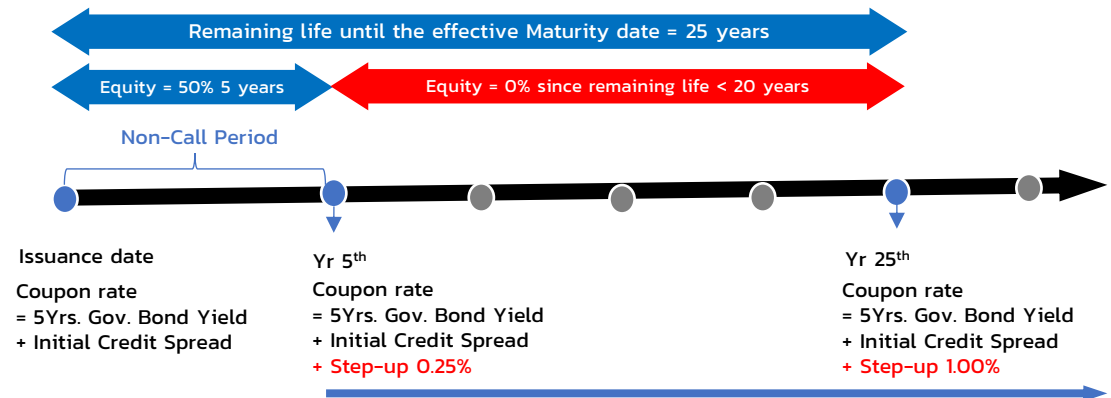 Remaining life until the effective Maturity date = 25 years
Equity = 50% 5 years
Equity = 0% since remaining life < 20 years
Non-Call Period
Issuance date
Coupon rate
= 5Yrs. Gov. Bond Yield
+ Initial Credit Spread
Yr 5th
Coupon rate
= 5Yrs. Gov. Bond Yield
+ Initial Credit Spread
+ Step-up 0.25%
Yr 25th
Coupon rate
= 5Yrs. Gov. Bond Yield
+ Initial Credit Spread
+ Step-up 1.00%